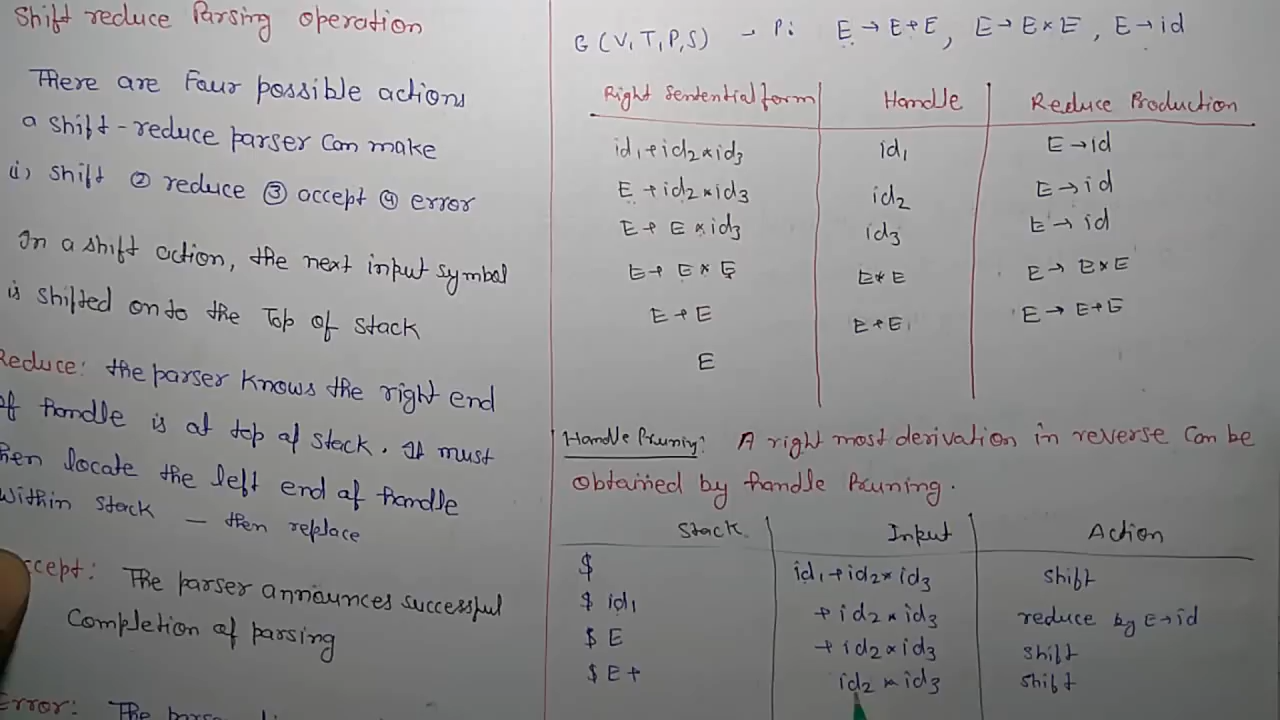 Shift reduce Parsing operation
There are Four possible actions
a shift-reduce parser Can make
(i) shift ② reduce ③ accept ④ error
In a shift action, the next input symbol
is shifted onto the Top of stack
Reduce: the parser knows the right end
of handle is at top of stack. It must
then locate the left end of handle
within stack — then replace
ccept: The parser announces successful
Completion of parsing
Error: The
G (V, T, P, S) → P: E → E+E, E → E×E, E → id
Right Sentential form Handle Reduce Production
id₁+id₂×id₃ id₁ E → id
E +id₂×id₃ id₂ E → id
E+ E×id₃ id₃ E → id
E+ E×E E*E E → E×E
E+E E+E E → E+E
E
Handle Pruning: A right most derivation in reverse Can be
Obtained by handle Pruning.
Stack Input Action
$ id₁+id₂×id₃ shift
$ id₁ +id₂×id₃ reduce by E→id
$ E +id₂×id₃ shift
$ E+ id₂×id₃ shift